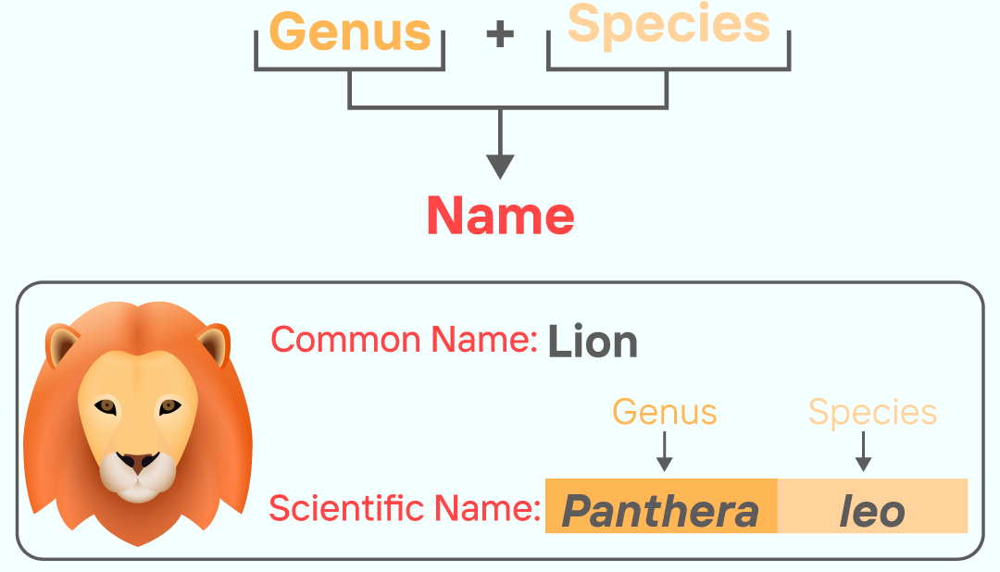 Genus + Species
Name
Common Name: Lion
Genus Species
Scientific Name: Panthera leo